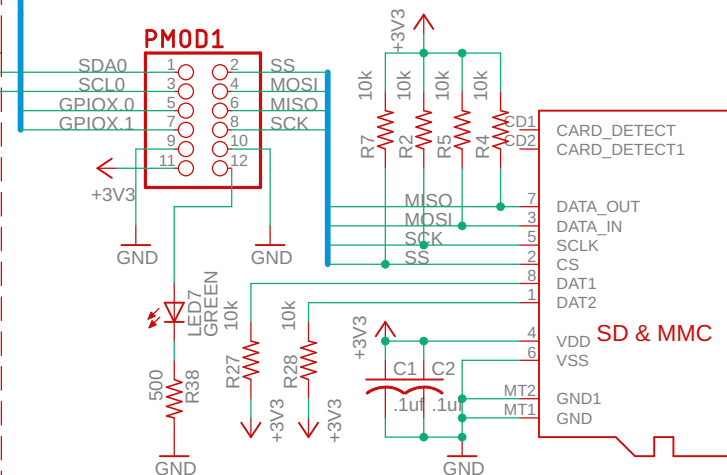 +3V3
PMOD1
SDA0 1 2 SS
SCL0 3 4 MOSI
GPIOX.0 5 6 MISO
GPIOX.1 7 8 SCK
9 10
11 12
+3V3
GND
GND
10k
10k
10k
10k
R7
R2
R5
R4
CD1 CARD_DETECT
CD2 CARD_DETECT1
MISO 7 DATA_OUT
MOSI 3 DATA_IN
SCK 5 SCLK
SS 2 CS
8 DAT1
1 DAT2
4 VDD
6 VSS
MT2 GND1
MT1 GND
SD & MMC
LED7
GREEN
10k
R27
10k
R28
500
R38
+3V3
+3V3
+3V3
C1 C2
.1uf .1uf
GND
GND